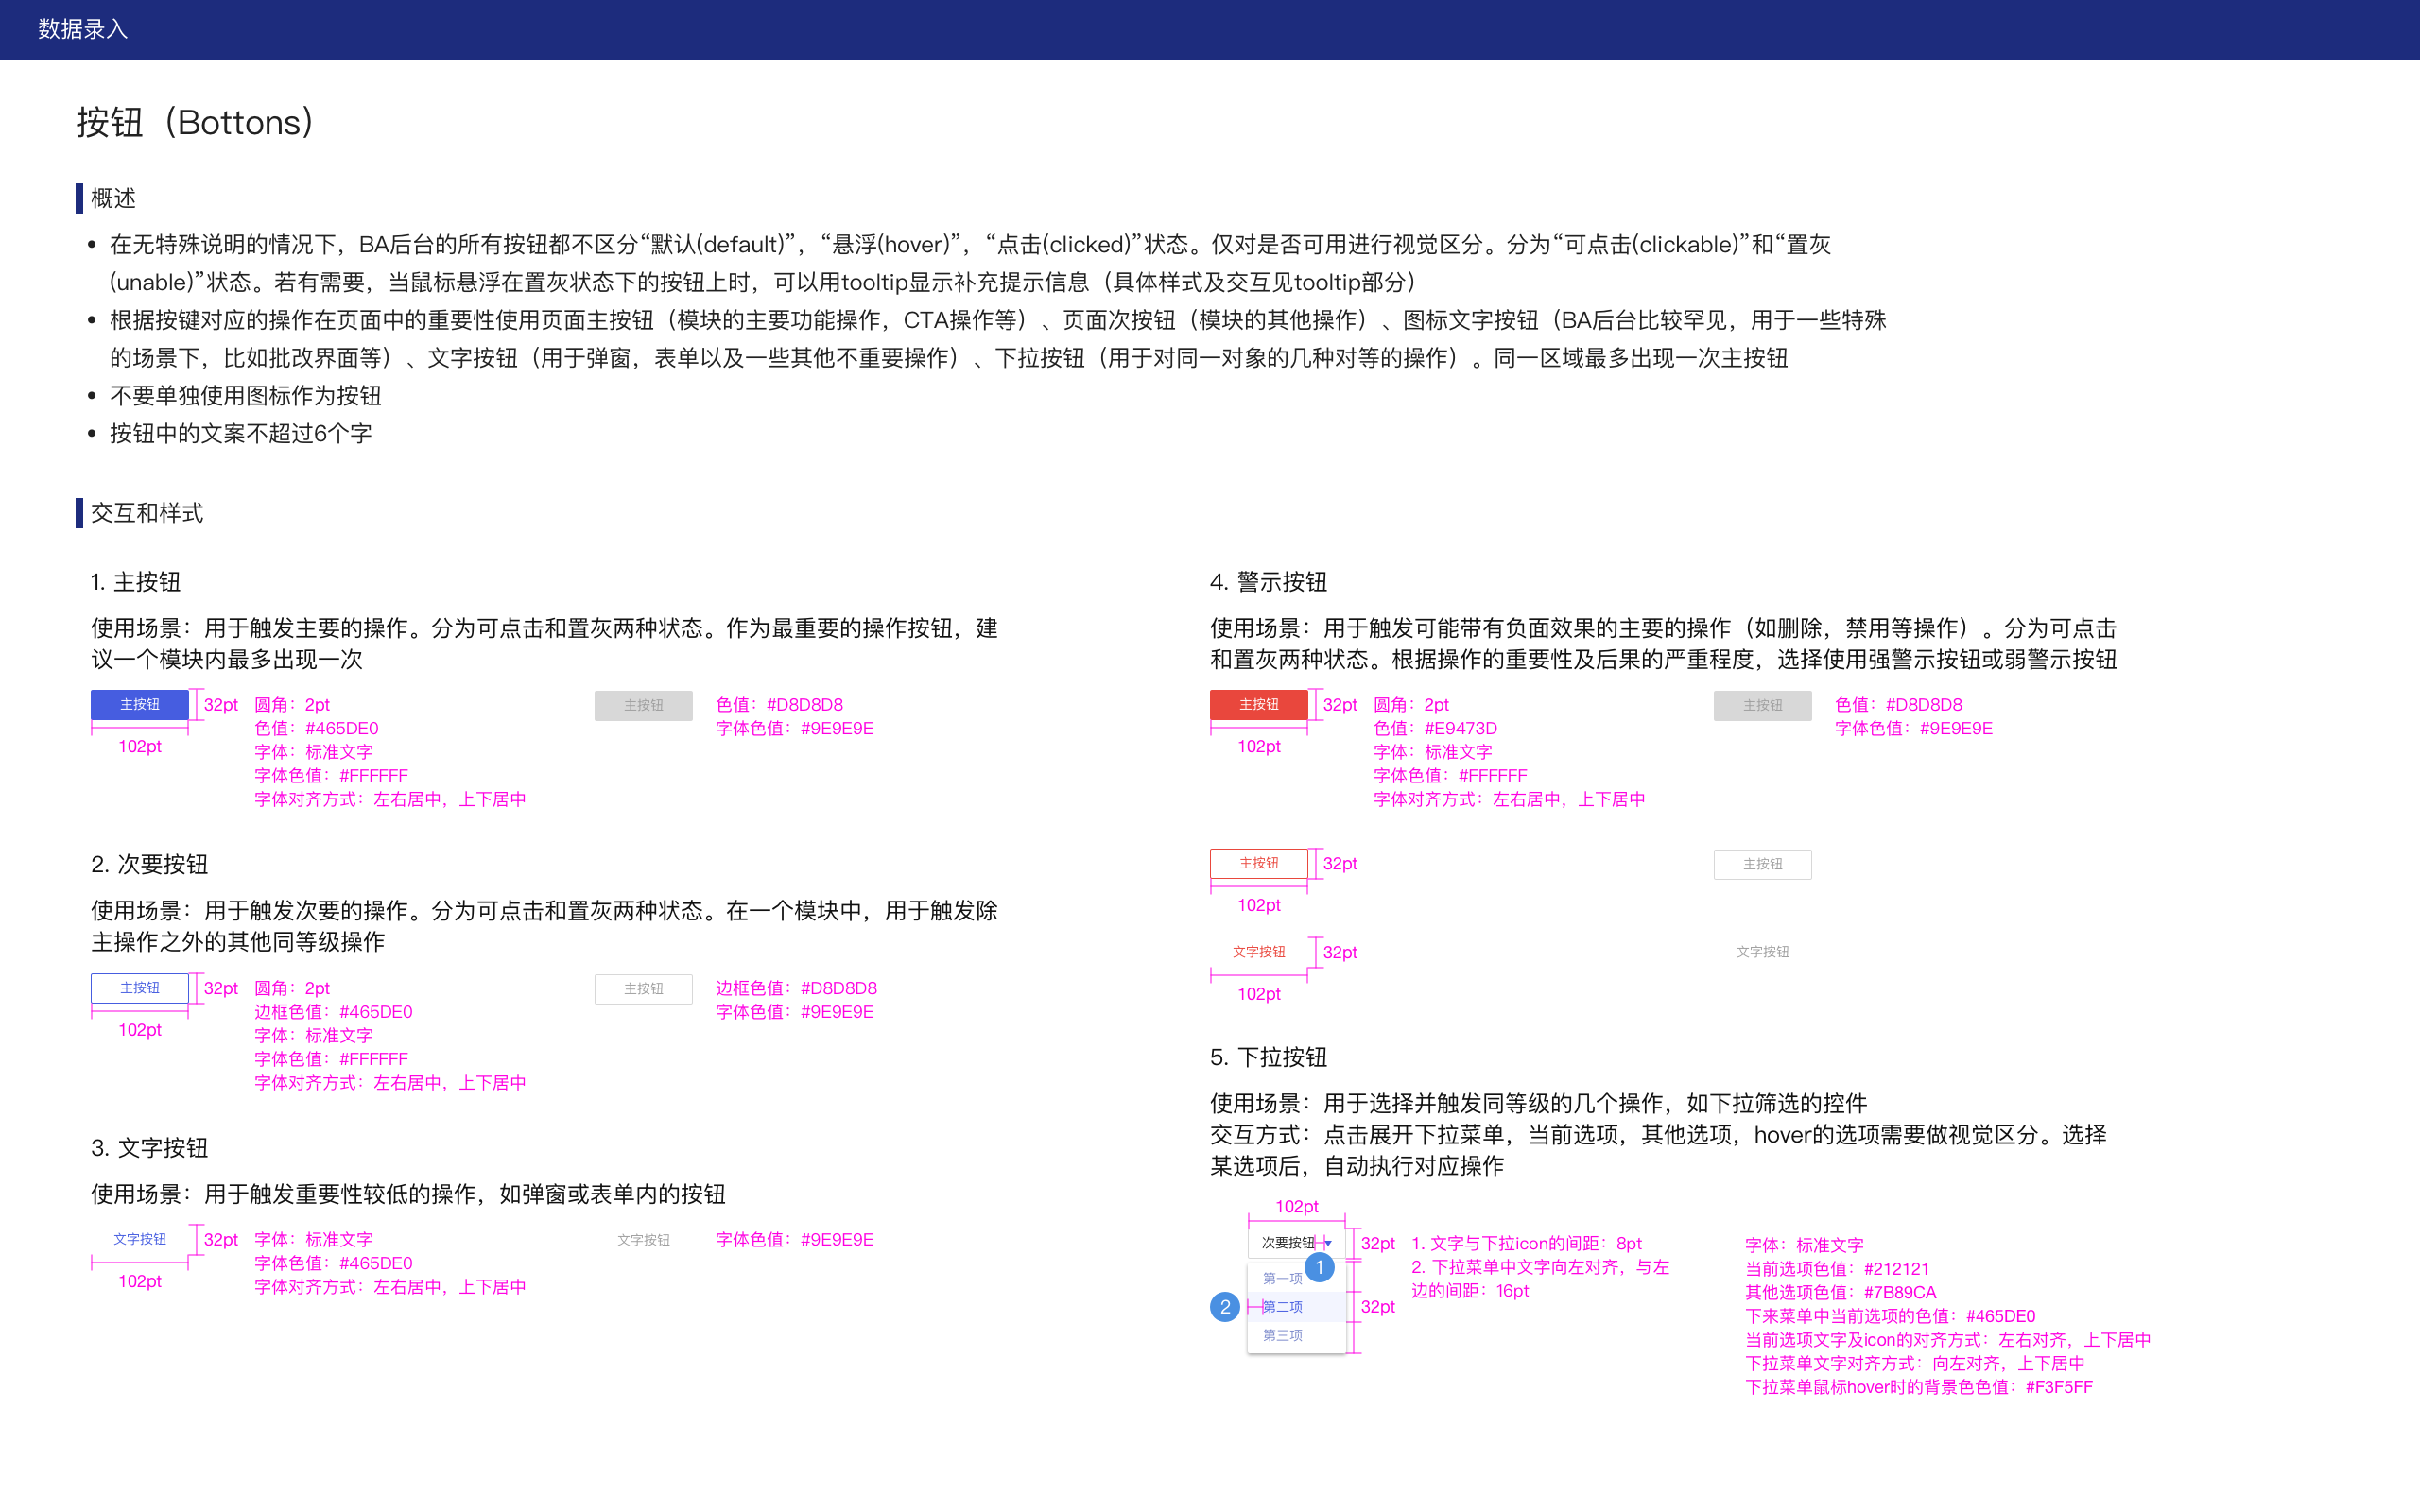 数据录入
按钮（Bottons）
概述
• 在无特殊说明的情况下，BA后台的所有按钮都不区分“默认(default)”，“悬浮(hover)”，“点击(clicked)”状态。仅对是否可用进行视觉区分。分为“可点击(clickable)”和“置灰
(unable)”状态。若有需要，当鼠标悬浮在置灰状态下的按钮上时，可以用tooltip显示补充提示信息（具体样式及交互见tooltip部分）
• 根据按键对应的操作在页面中的重要性使用页面主按钮（模块的主要功能操作，CTA操作等）、页面次按钮（模块的其他操作）、图标文字按钮（BA后台比较罕见，用于一些特殊
的场景下，比如批改界面等）、文字按钮（用于弹窗，表单以及一些其他不重要操作）、下拉按钮（用于对同一对象的几种对等的操作）。同一区域最多出现一次主按钮
• 不要单独使用图标作为按钮
• 按钮中的文案不超过6个字
交互和样式
1. 主按钮
使用场景：用于触发主要的操作。分为可点击和置灰两种状态。作为最重要的操作按钮，建
议一个模块内最多出现一次
主按钮
32pt
102pt
圆角：2pt
色值：#465DE0
字体：标准文字
字体色值：#FFFFFF
字体对齐方式：左右居中，上下居中
主按钮
色值：#D8D8D8
字体色值：#9E9E9E
2. 次要按钮
使用场景：用于触发次要的操作。分为可点击和置灰两种状态。在一个模块中，用于触发除
主操作之外的其他同等级操作
主按钮
32pt
102pt
圆角：2pt
边框色值：#465DE0
字体：标准文字
字体色值：#FFFFFF
字体对齐方式：左右居中，上下居中
主按钮
边框色值：#D8D8D8
字体色值：#9E9E9E
3. 文字按钮
使用场景：用于触发重要性较低的操作，如弹窗或表单内的按钮
文字按钮
32pt
102pt
字体：标准文字
字体色值：#465DE0
字体对齐方式：左右居中，上下居中
文字按钮
字体色值：#9E9E9E
4. 警示按钮
使用场景：用于触发可能带有负面效果的主要的操作（如删除，禁用等操作）。分为可点击
和置灰两种状态。根据操作的重要性及后果的严重程度，选择使用强警示按钮或弱警示按钮
主按钮
32pt
102pt
圆角：2pt
色值：#E9473D
字体：标准文字
字体色值：#FFFFFF
字体对齐方式：左右居中，上下居中
主按钮
色值：#D8D8D8
字体色值：#9E9E9E
主按钮
32pt
102pt
主按钮
文字按钮
32pt
102pt
文字按钮
5. 下拉按钮
使用场景：用于选择并触发同等级的几个操作，如下拉筛选的控件
交互方式：点击展开下拉菜单，当前选项，其他选项，hover的选项需要做视觉区分。选择
某选项后，自动执行对应操作
102pt
次要按钮
32pt
1
第一项
2
第二项
32pt
第三项
1. 文字与下拉icon的间距：8pt
2. 下拉菜单中文字向左对齐，与左
边的间距：16pt
字体：标准文字
当前选项色值：#212121
其他选项色值：#7B89CA
下来菜单中当前选项的色值：#465DE0
当前选项文字及icon的对齐方式：左右对齐，上下居中
下拉菜单文字对齐方式：向左对齐，上下居中
下拉菜单鼠标hover时的背景色色值：#F3F5FF